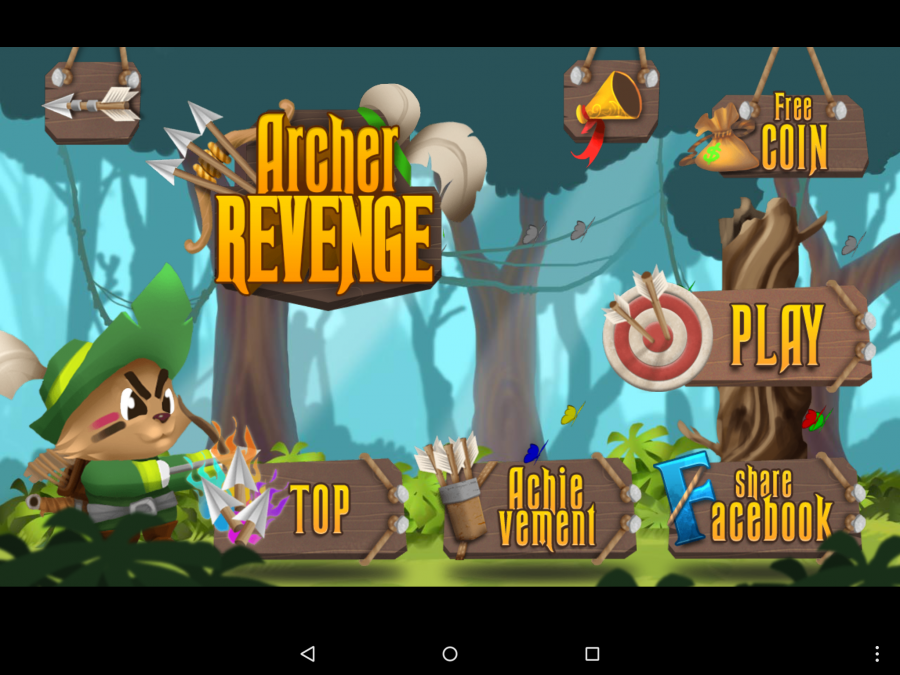 Archer
REVENGE
Free
COIN
PLAY
TOP
Achie
vement
share
Facebook